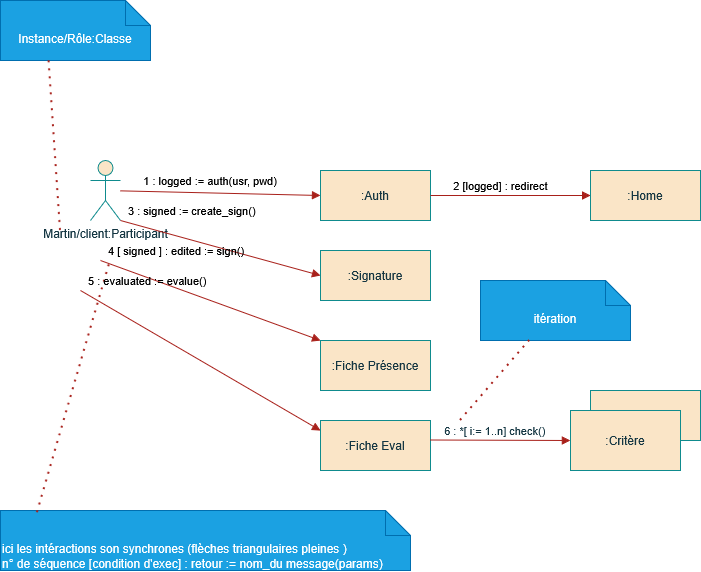 Instance/Rôle:Classe
1 : logged := auth(usr, pwd)
:Auth
2 [logged] : redirect
:Home
3 : signed := create_sign()
Martin/client:Participant
4 [ signed ] : edited := sign()
:Signature
5 : evaluated := evalue()
itération
:Fiche Présence
6 : *[ i:= 1..n] check()
:Fiche Eval
:Critère
ici les intéractions son synchrones (flèches triangulaires pleines )
n° de séquence [condition d'exec] : retour := nom_du message(params)